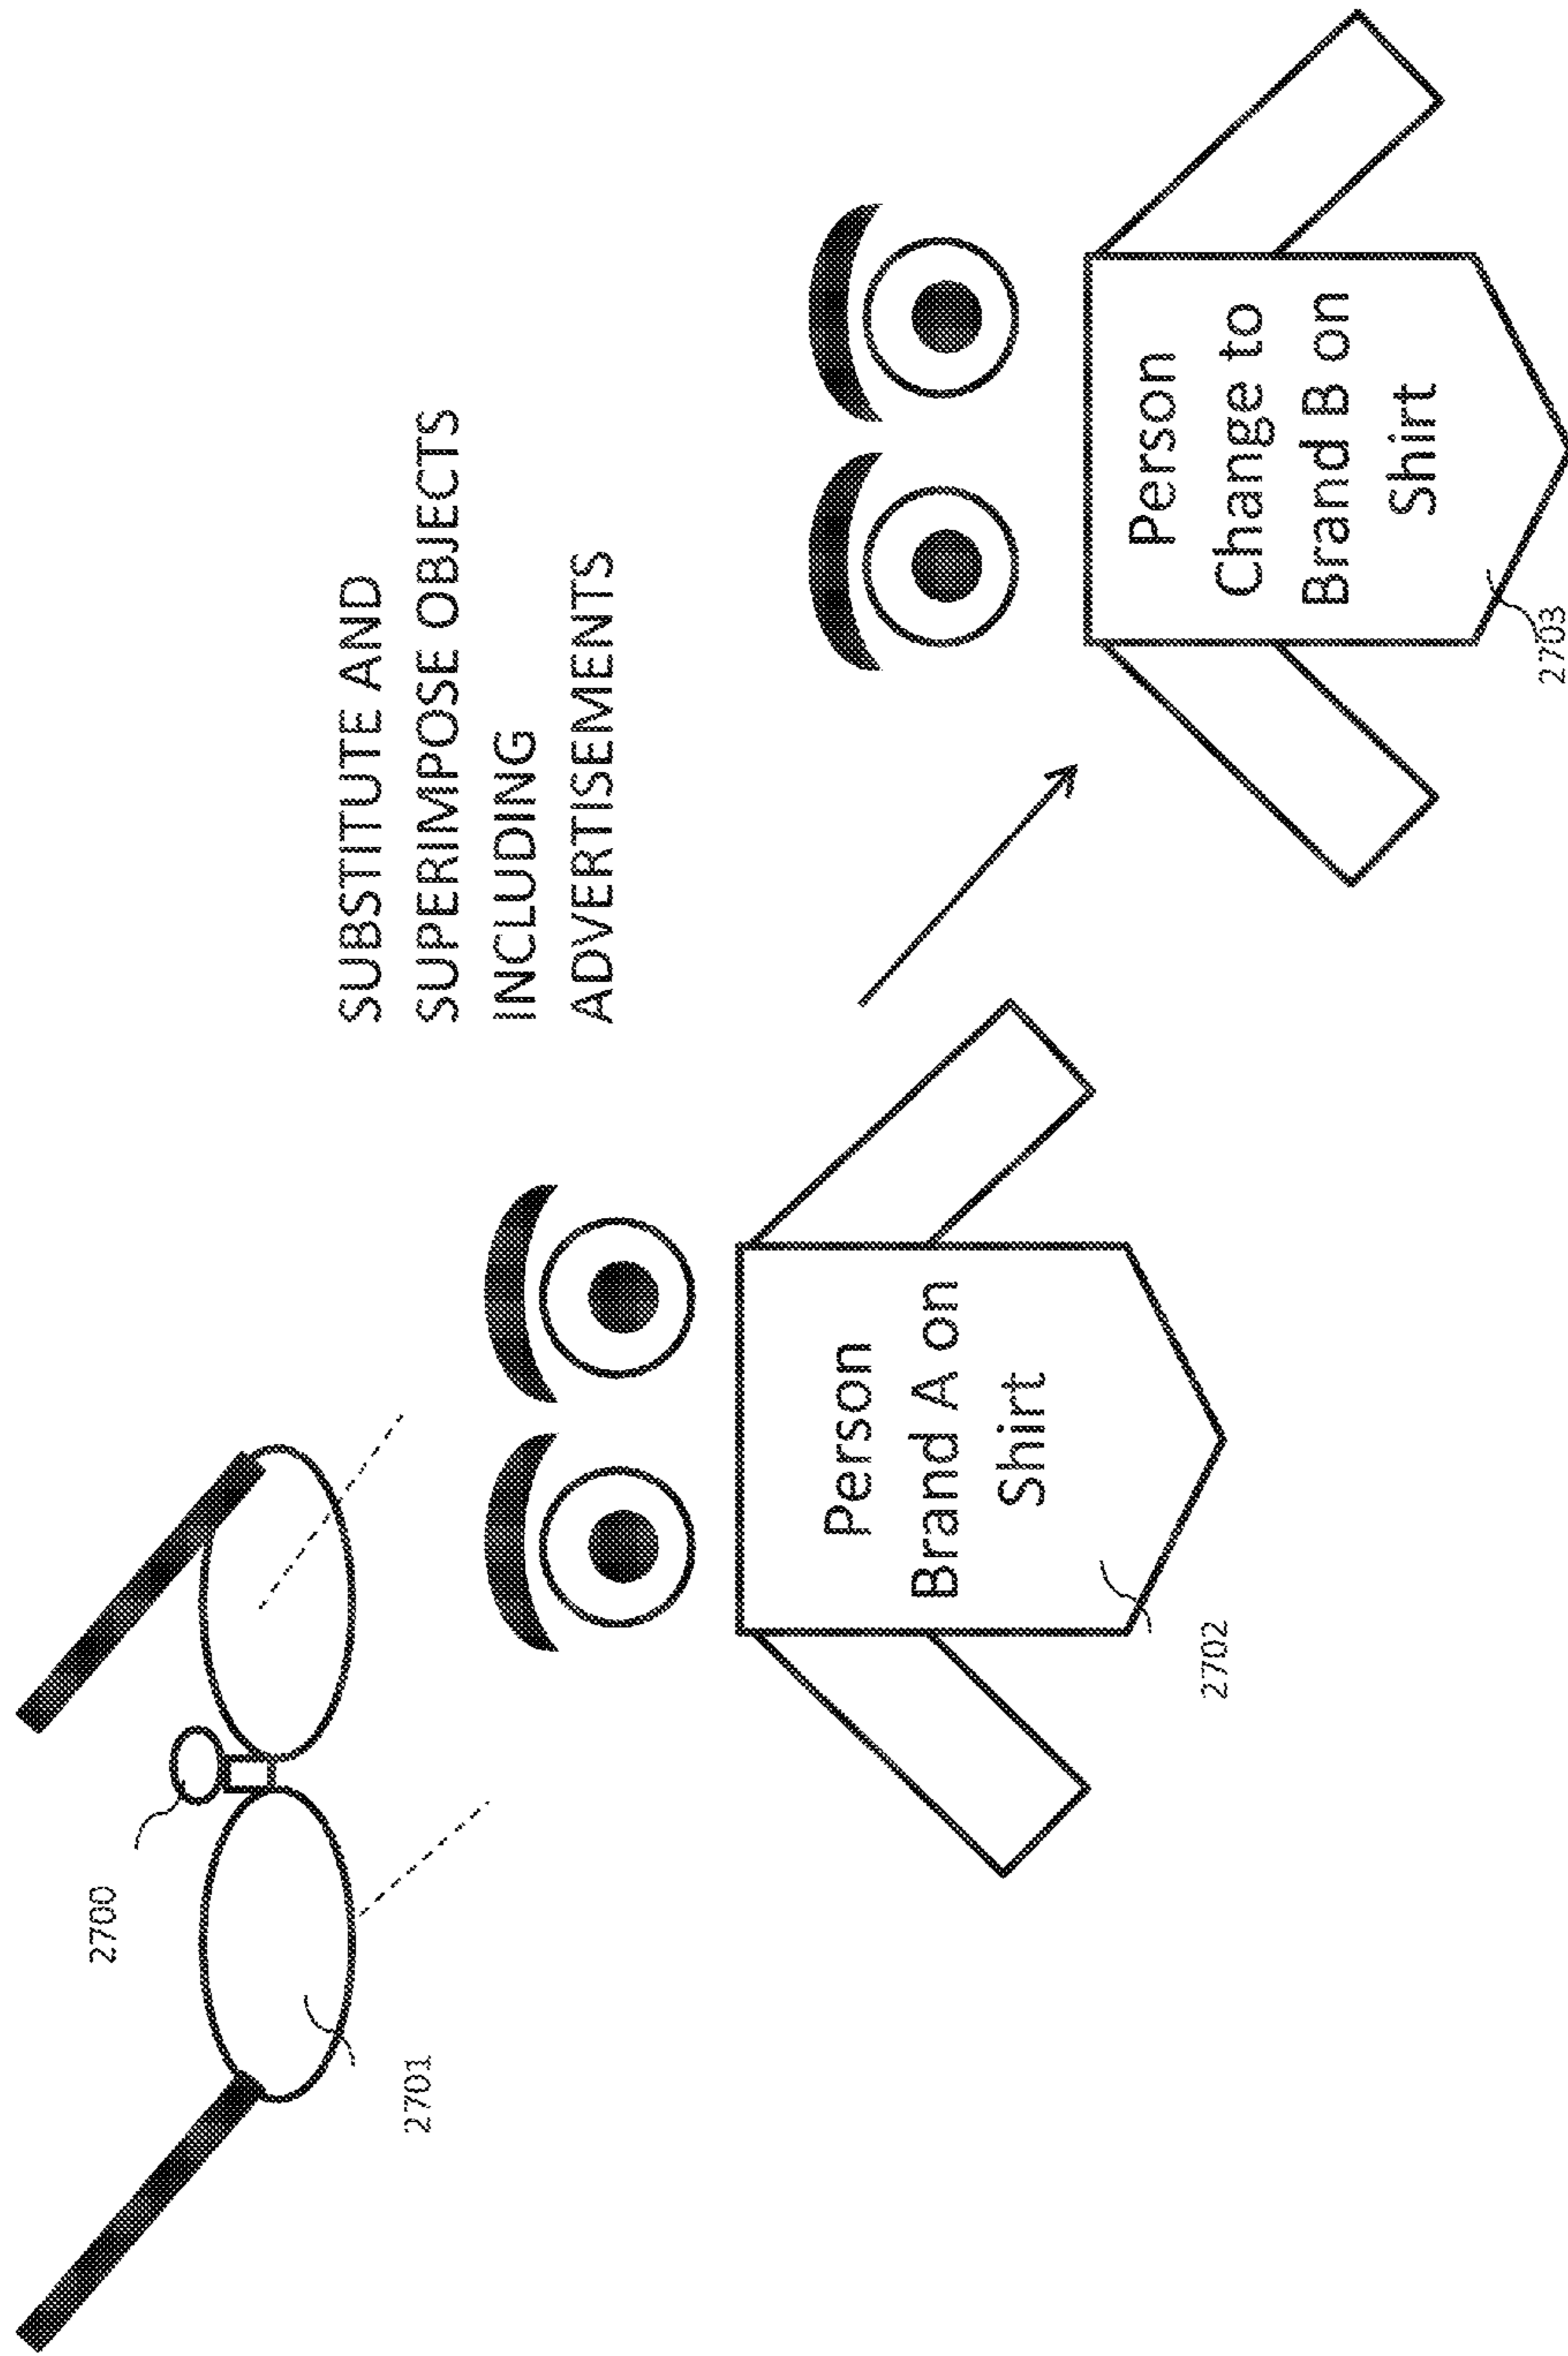 SUBSTITUTE AND
SUPERIMPOSE OBJECTS
INCLUDING
ADVERTISEMENTS
2700
2701
Person
Brand A on
Shirt
2702
Person
Change to
Brand B on
Shirt
2703